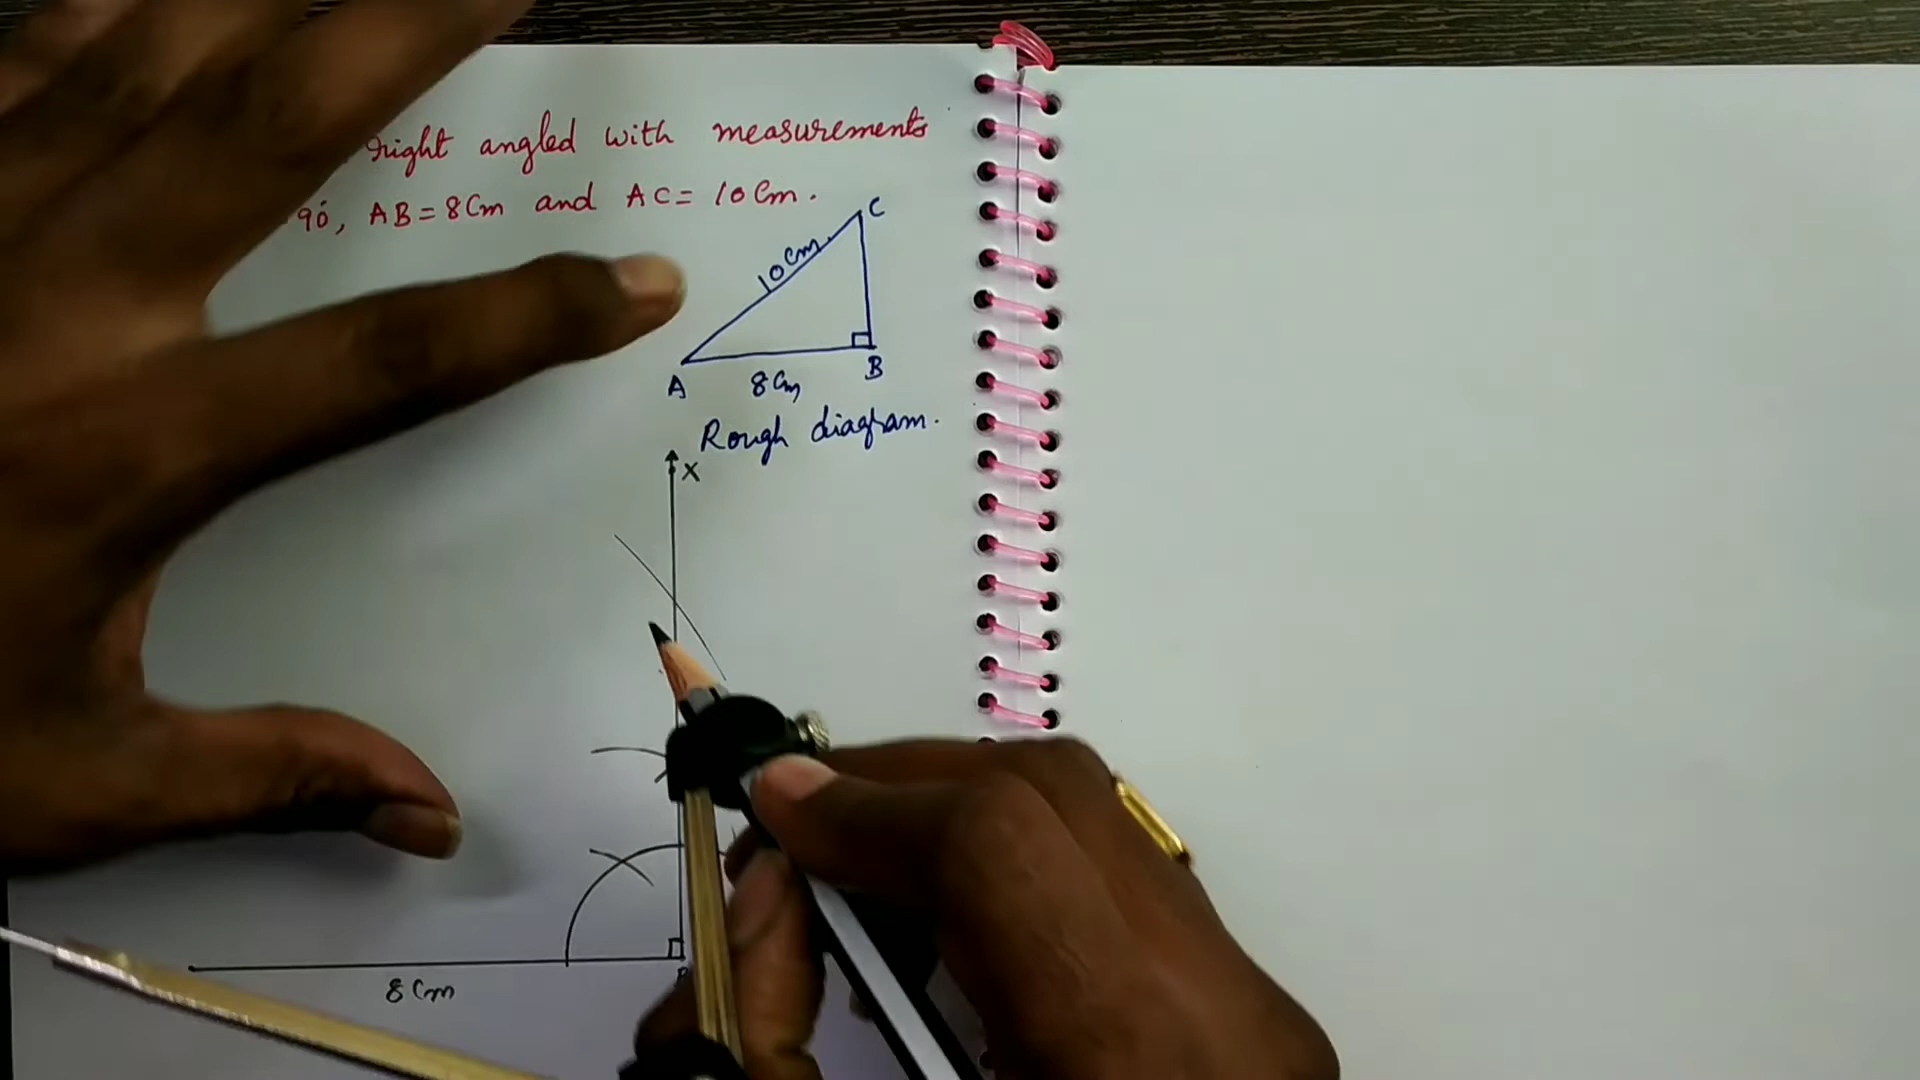 right angled with measurements
90°, AB = 8Cm and AC = 10Cm.
C
10Cm
A
8Cm
B
Rough diagram.
X
8Cm